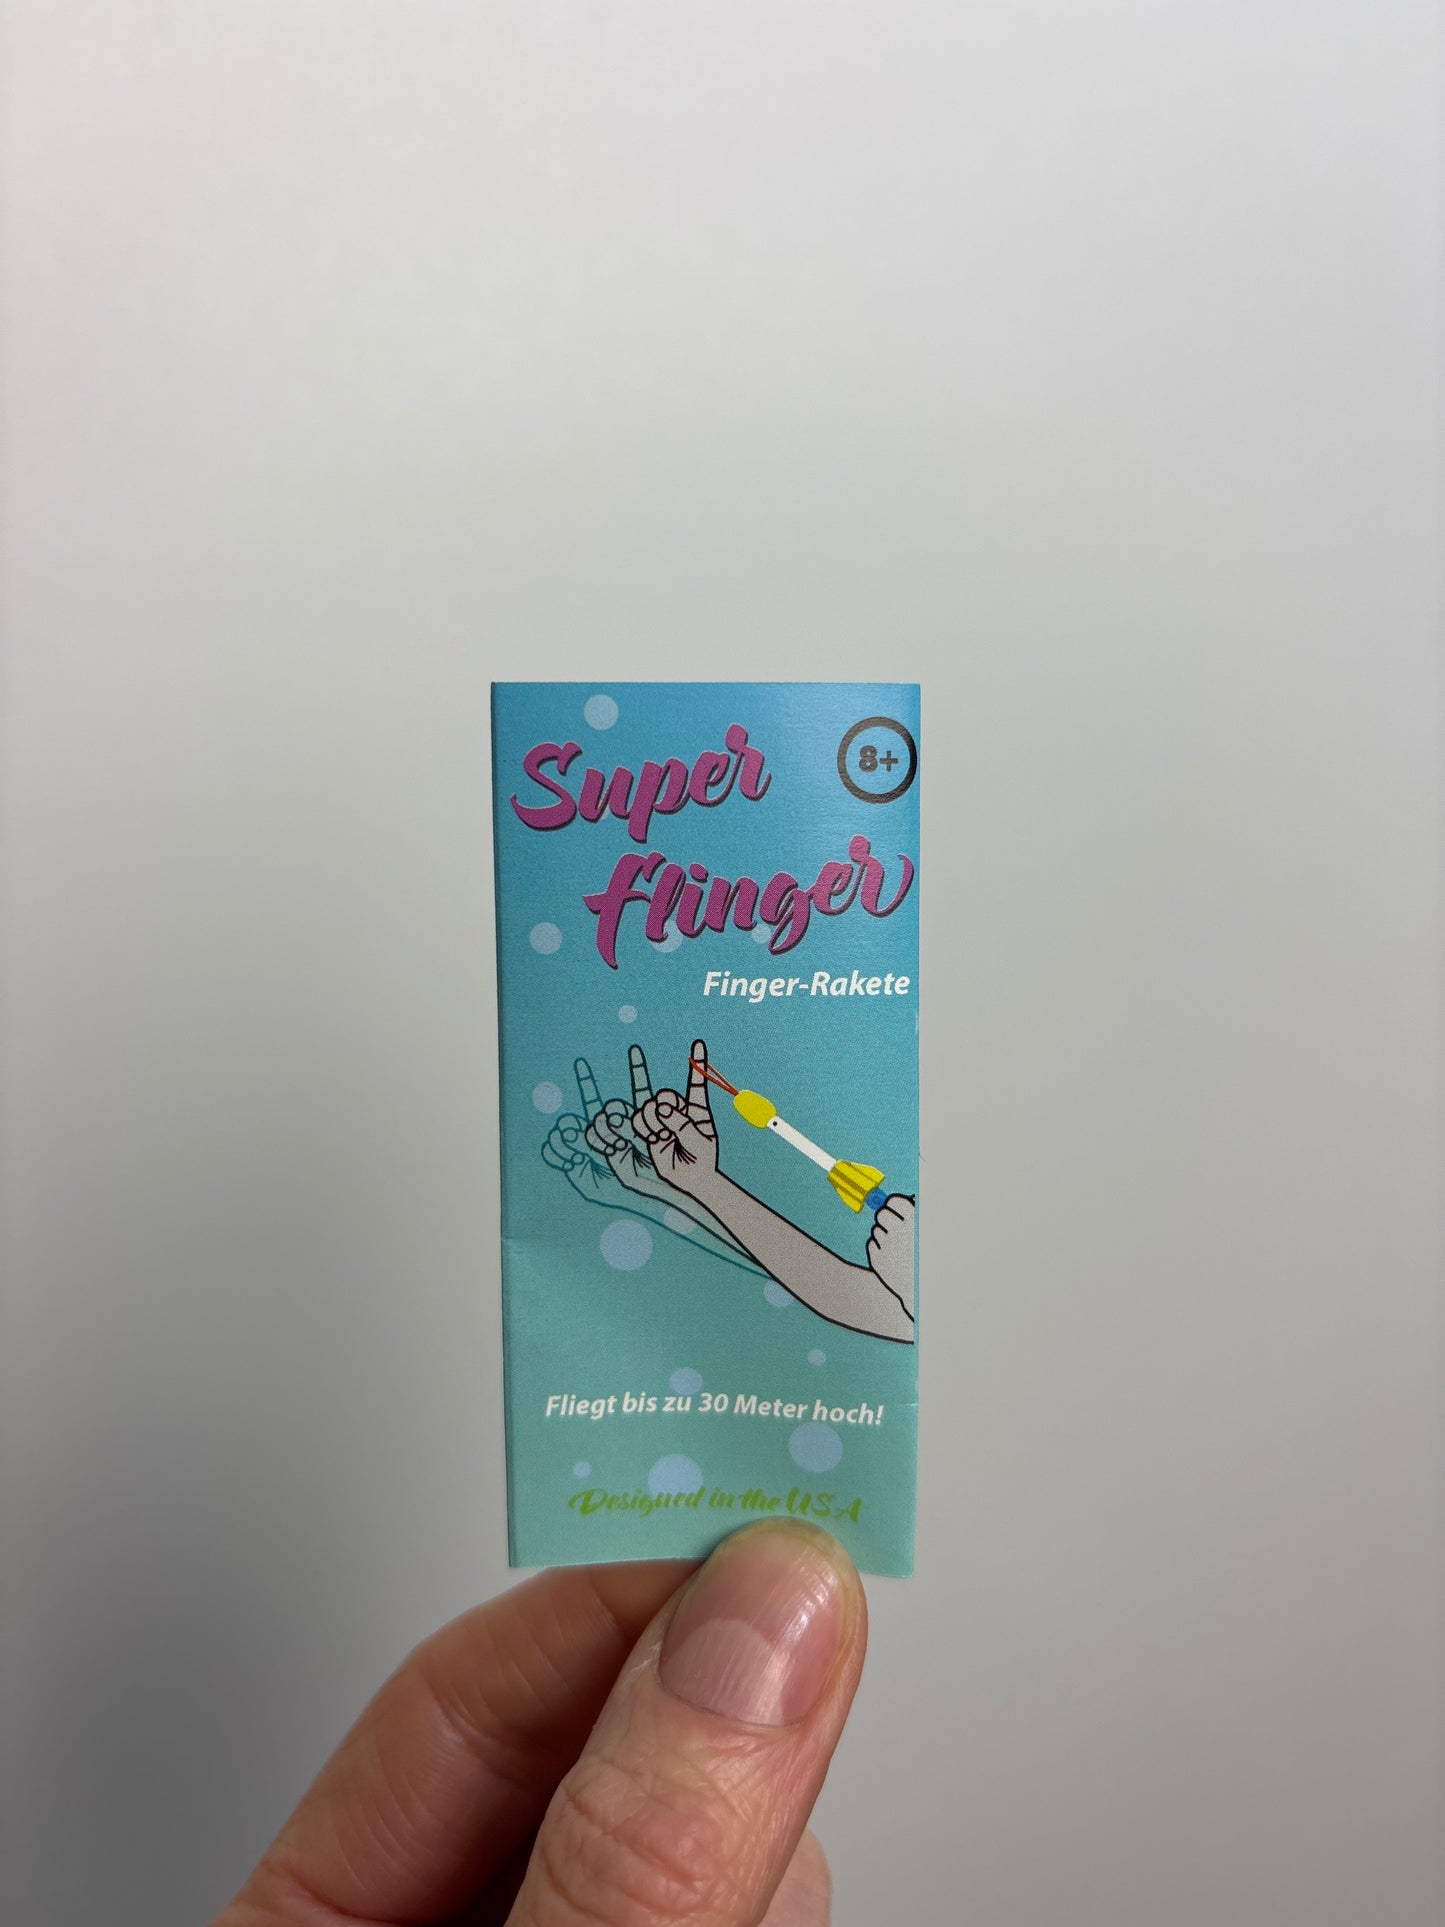 Super
8+
flinger
Finger-Rakete
Fliegt bis zu 30 Meter hoch!
Designed in the USA